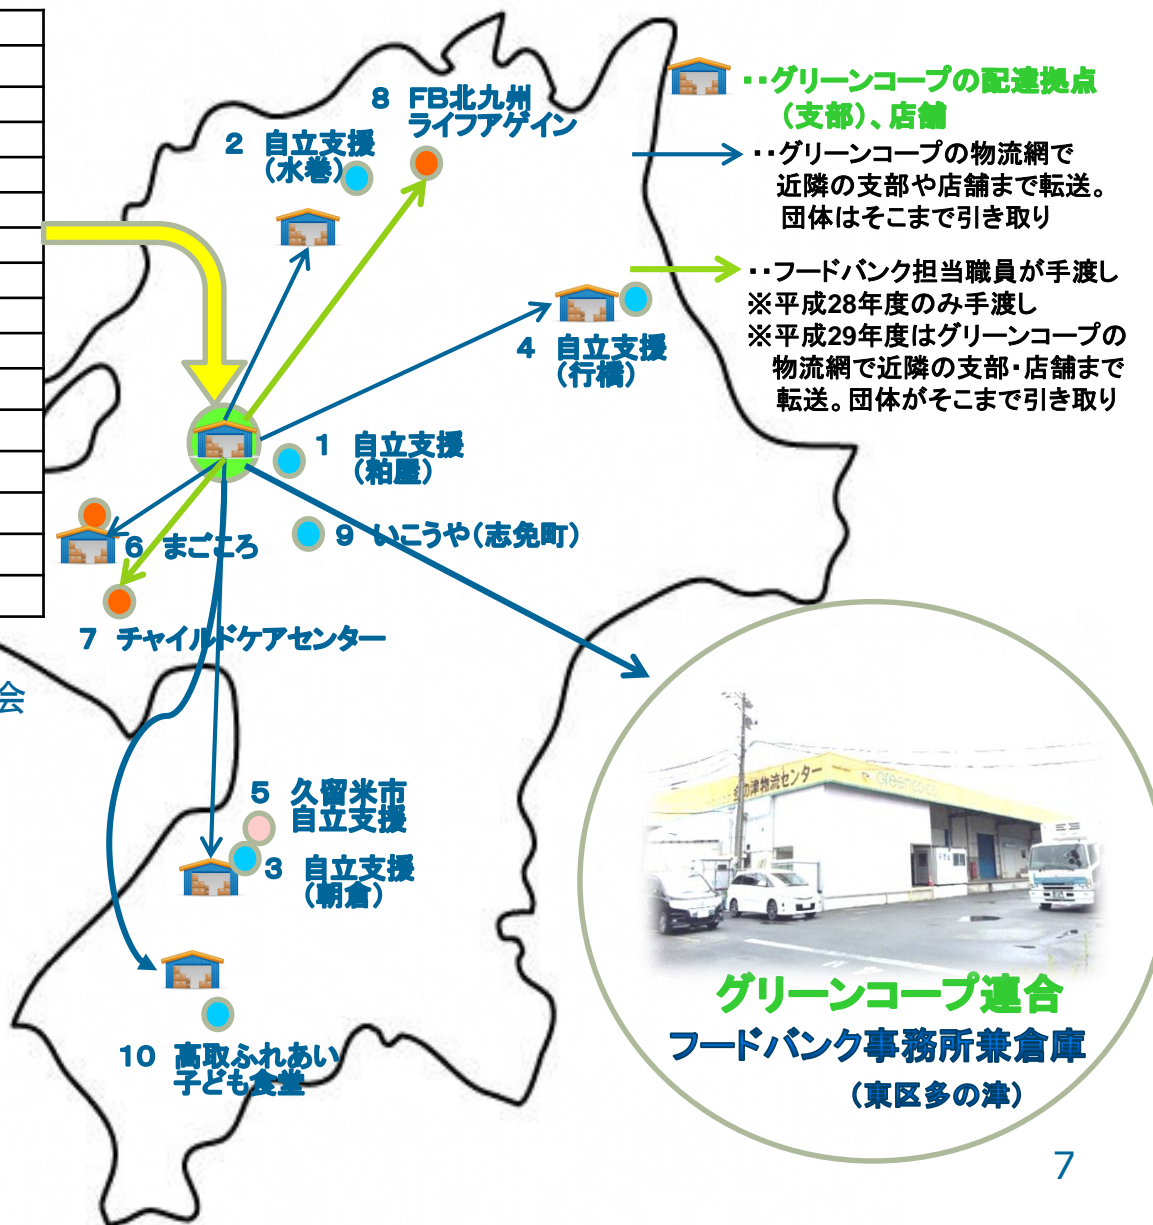 ‥グリーンコープの配達拠点
(支部)、店舗
‥グリーンコープの物流網で
近隣の支部や店舗まで転送。
団体はそこまで引き取り
‥フードバンク担当職員が手渡し
※平成28年度のみ手渡し
※平成29年度はグリーンコープの
物流網で近隣の支部・店舗まで
転送。団体がそこまで引き取り
8 FB北九州
ライフアゲイン
2 自立支援
(水巻)
4 自立支援
(行橋)
1 自立支援
(粕屋)
9 いこうや(志免町)
6 まごころ
7 チャイルドケアセンター
会
5 久留米市
自立支援
3 自立支援
(朝倉)
10 高取ふれあい
子ども食堂
多の津物流センター
greenco-op
グリーンコープ連合
フードバンク事務所兼倉庫
(東区多の津)
7